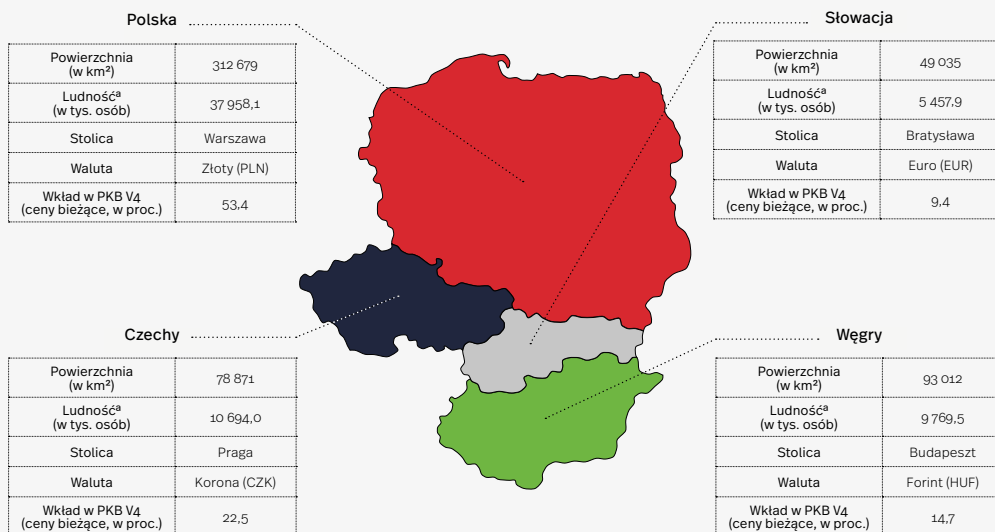 Polska
Powierzchnia
(w km²)
312 679
Ludnośćᵃ
(w tys. osób)
37 958,1
Stolica
Warszawa
Waluta
Złoty (PLN)
Wkład w PKB V4
(ceny bieżące, w proc.)
53,4
Słowacja
Powierzchnia
(w km²)
49 035
Ludnośćᵃ
(w tys. osób)
5 457,9
Stolica
Bratysława
Waluta
Euro (EUR)
Wkład w PKB V4
(ceny bieżące, w proc.)
9,4
Czechy
Powierzchnia
(w km²)
78 871
Ludnośćᵃ
(w tys. osób)
10 694,0
Stolica
Praga
Waluta
Korona (CZK)
Wkład w PKB V4
(ceny bieżące, w proc.)
22,5
Węgry
Powierzchnia
(w km²)
93 012
Ludnośćᵃ
(w tys. osób)
9 769,5
Stolica
Budapeszt
Waluta
Forint (HUF)
Wkład w PKB V4
(ceny bieżące, w proc.)
14,7